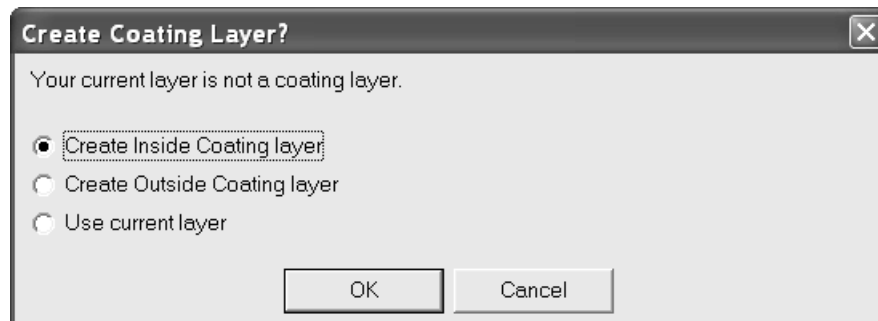 Create Coating Layer?
Your current layer is not a coating layer.
Create Inside Coating layer
Create Outside Coating layer
Use current layer
OK Cancel